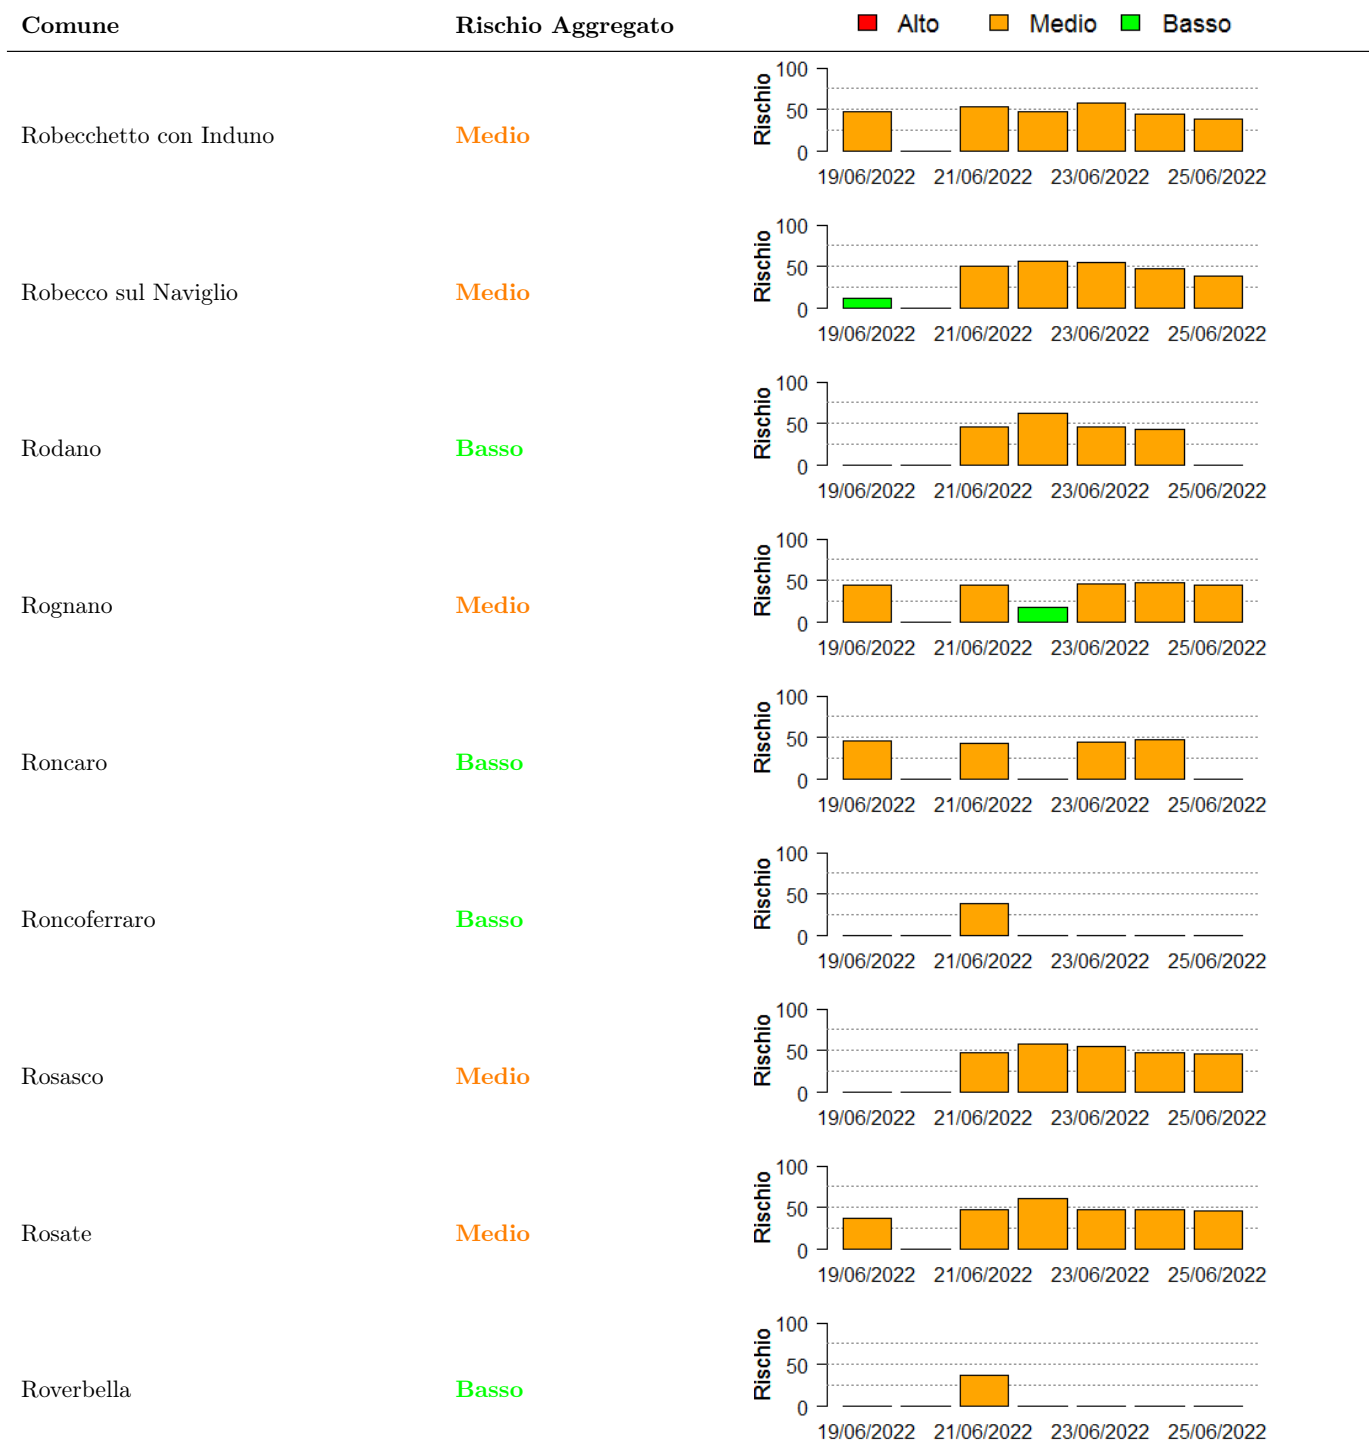 Comune Rischio Aggregato Alto Medio Basso
Robecchetto con Induno Medio Rischio 100 50 0
19/06/2022 21/06/2022 23/06/2022 25/06/2022
Robecco sul Naviglio Medio Rischio 100 50 0
19/06/2022 21/06/2022 23/06/2022 25/06/2022
Rodano Basso Rischio 100 50 0
19/06/2022 21/06/2022 23/06/2022 25/06/2022
Rognano Medio Rischio 100 50 0
19/06/2022 21/06/2022 23/06/2022 25/06/2022
Roncaro Basso Rischio 100 50 0
19/06/2022 21/06/2022 23/06/2022 25/06/2022
Roncoferraro Basso Rischio 100 50 0
19/06/2022 21/06/2022 23/06/2022 25/06/2022
Rosasco Medio Rischio 100 50 0
19/06/2022 21/06/2022 23/06/2022 25/06/2022
Rosate Medio Rischio 100 50 0
19/06/2022 21/06/2022 23/06/2022 25/06/2022
Roverbella Basso Rischio 100 50 0
19/06/2022 21/06/2022 23/06/2022 25/06/2022